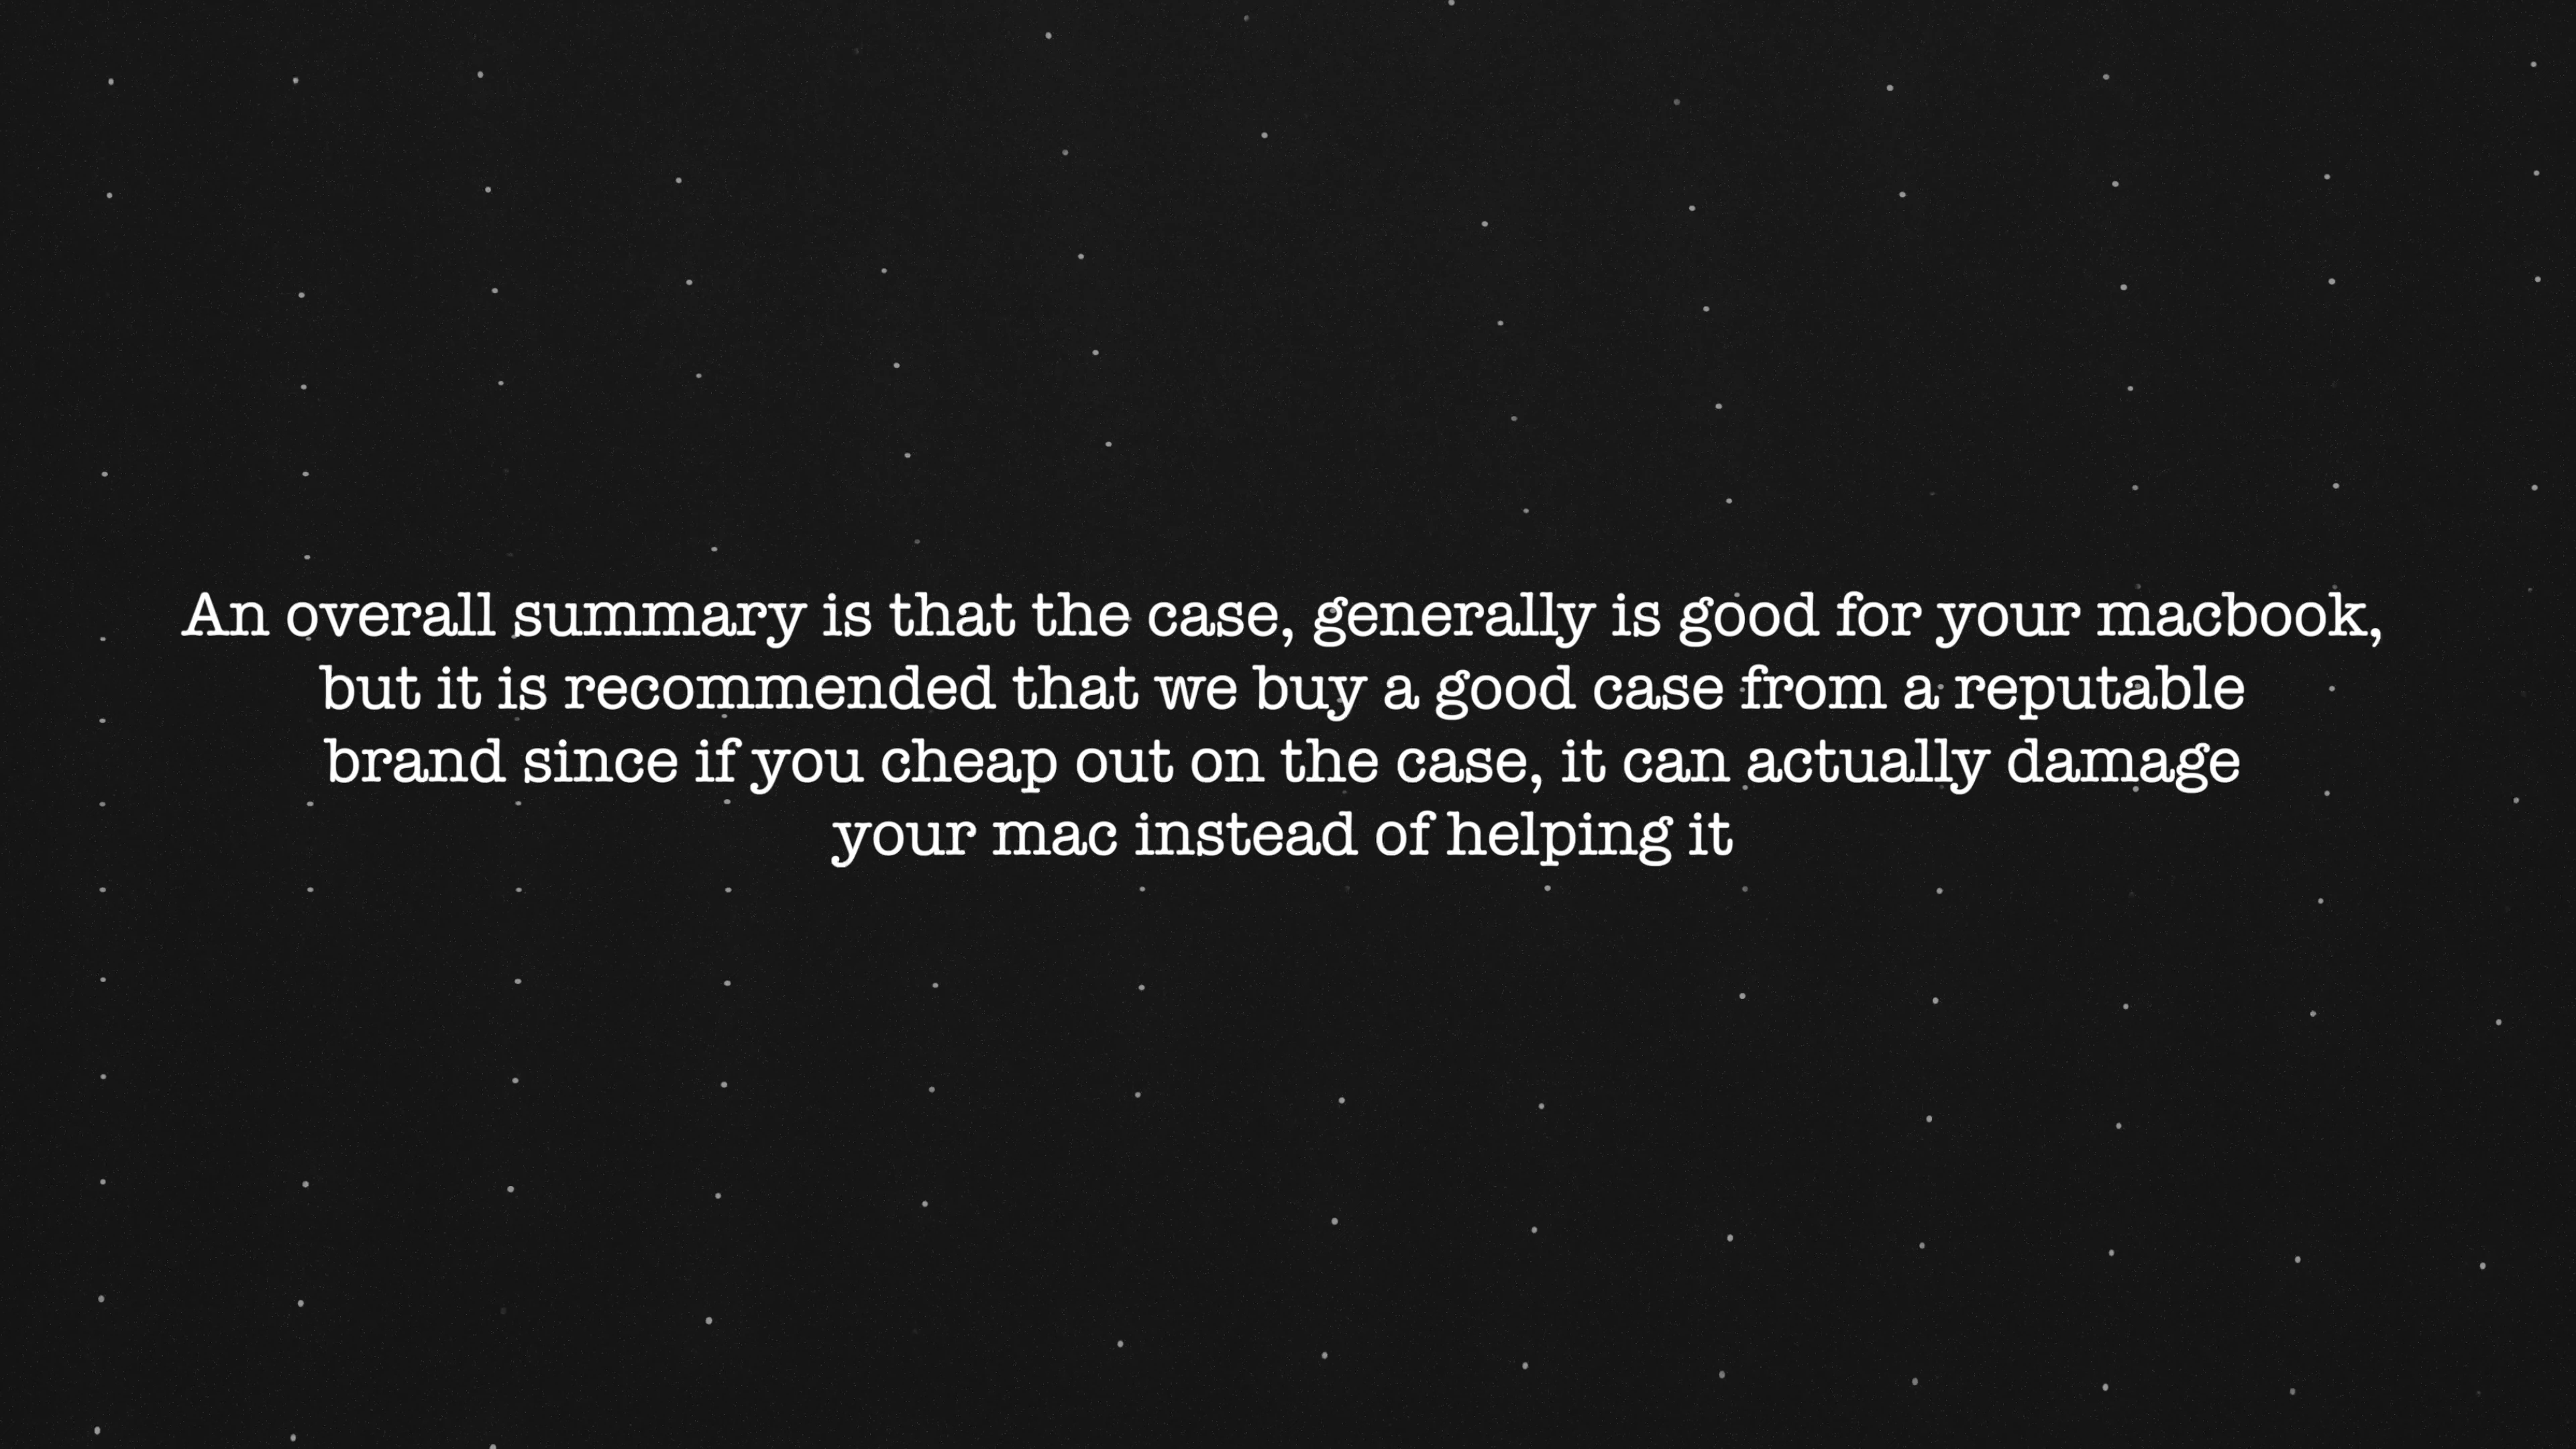 An overall summary is that the case, generally is good for your macbook,
but it is recommended that we buy a good case from a reputable
brand since if you cheap out on the case, it can actually damage
your mac instead of helping it